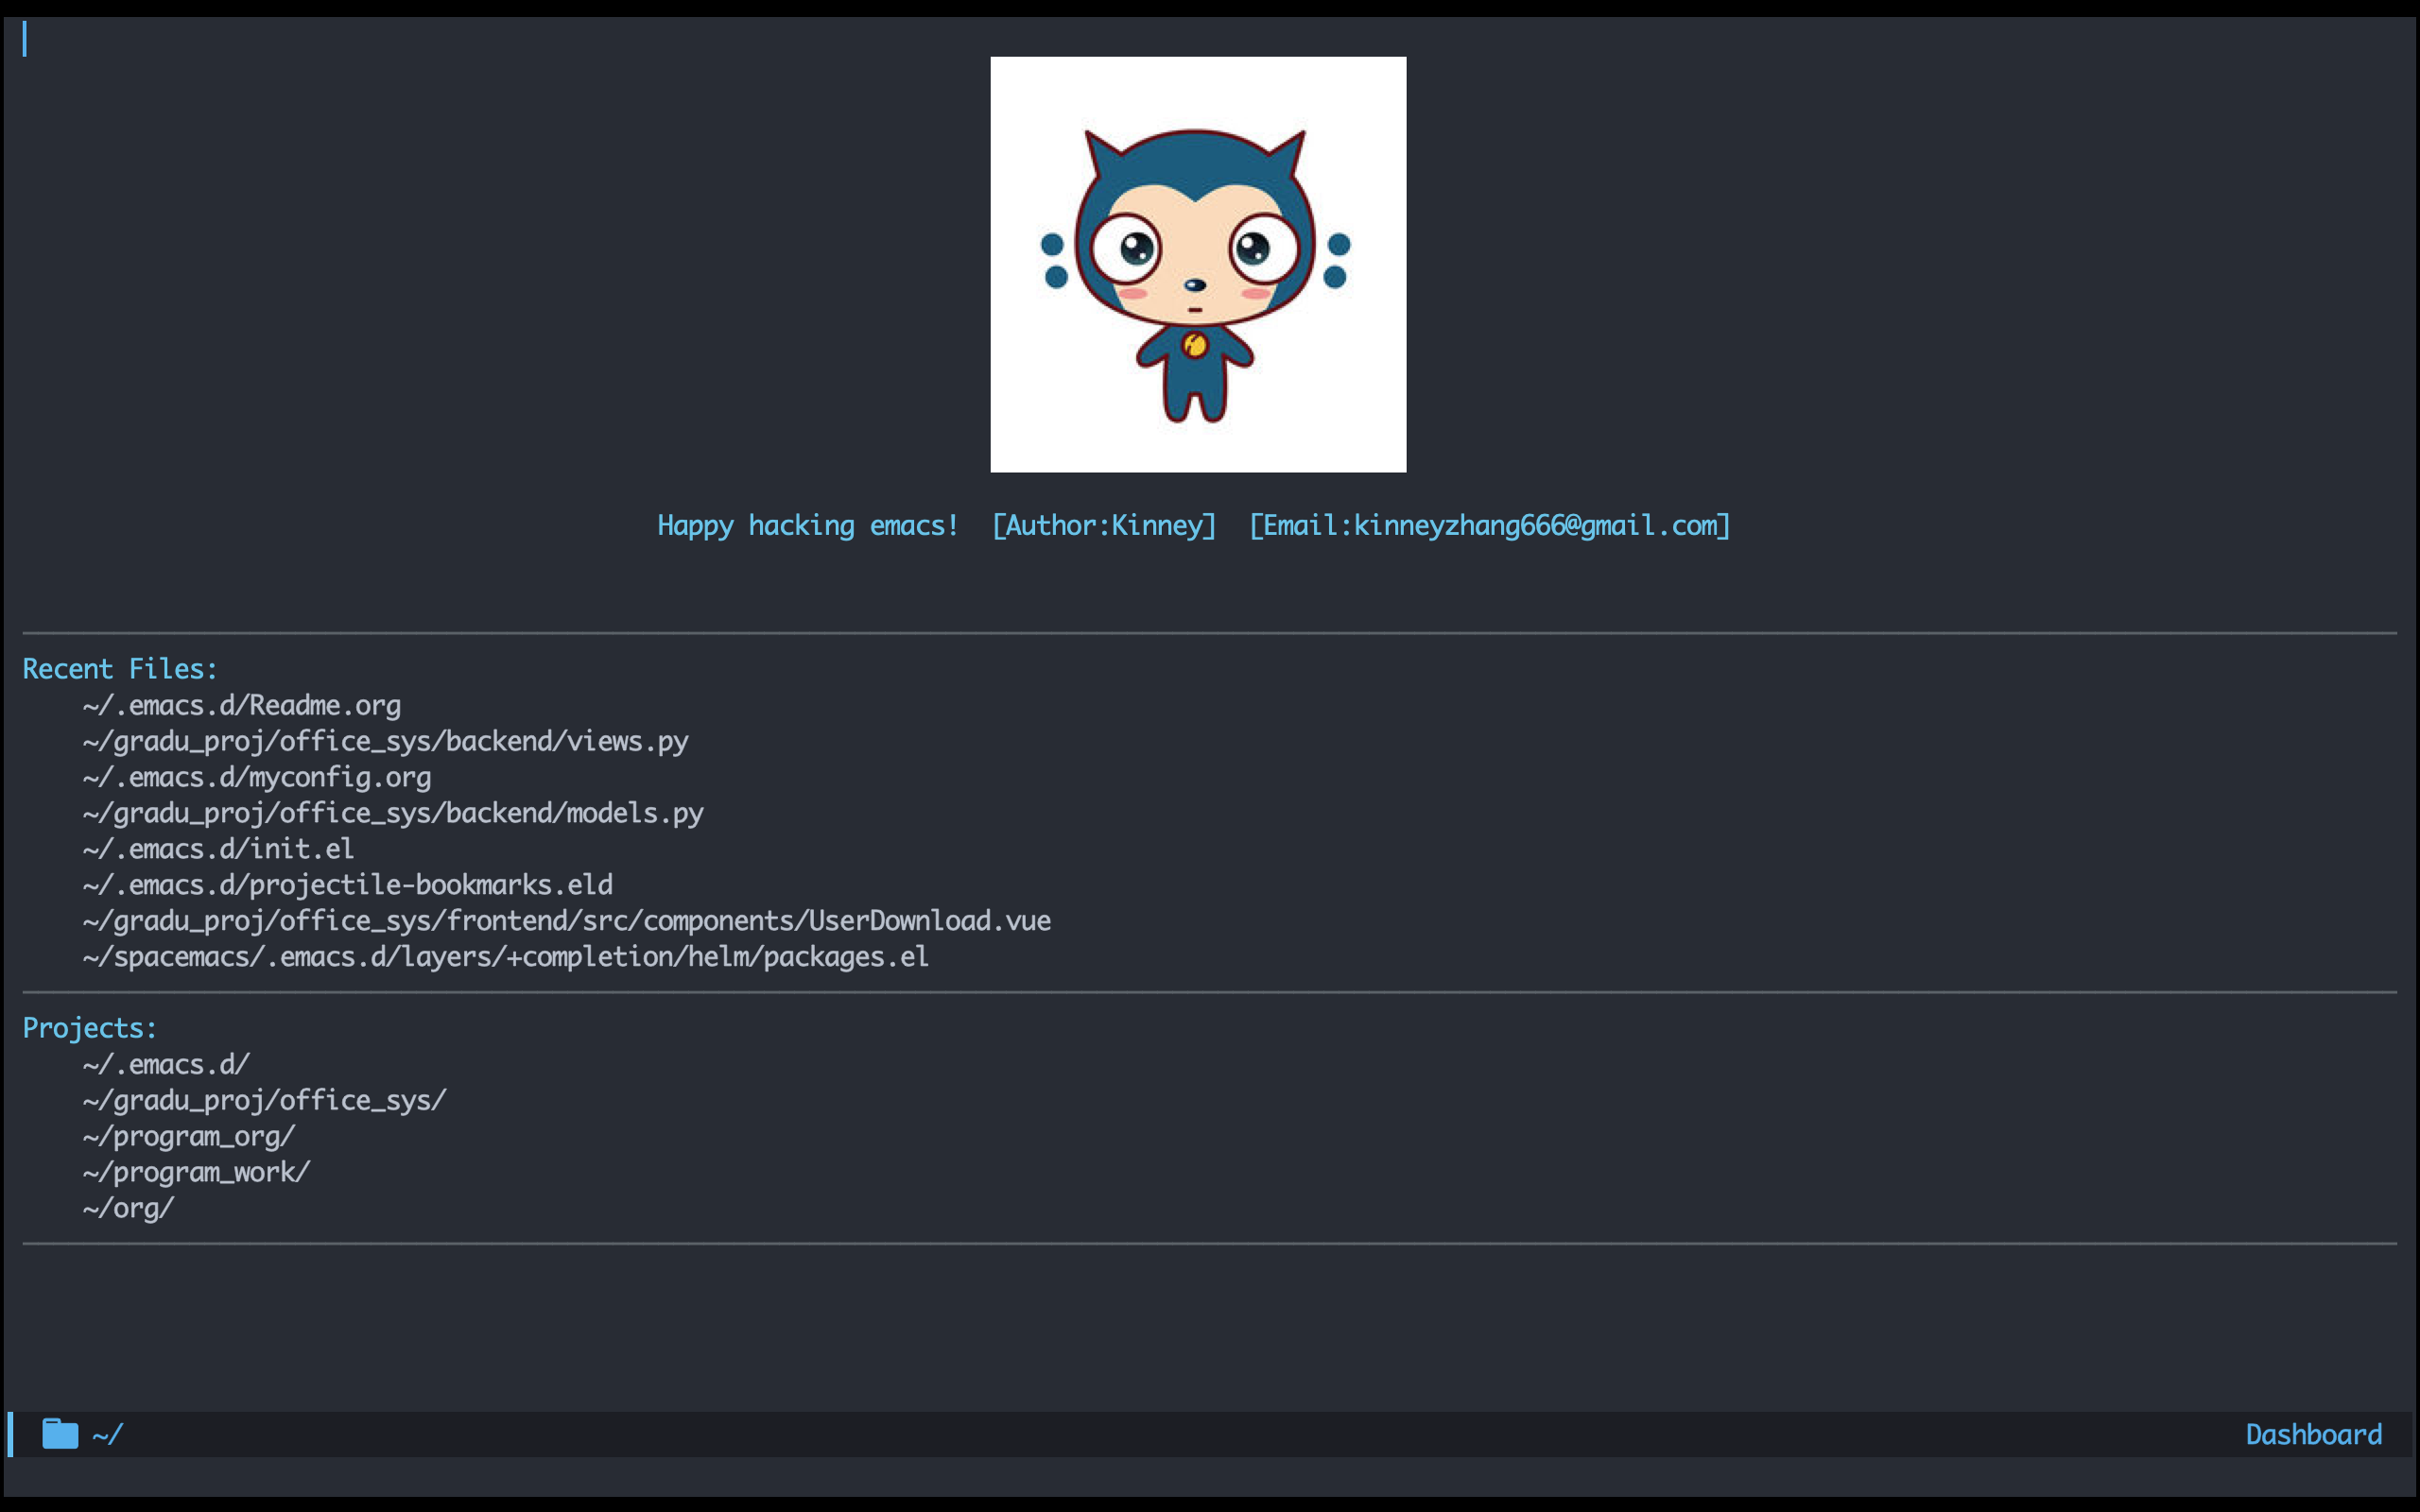 Happy hacking emacs!  [Author:Kinney]  [Email:kinneyzhang666@gmail.com]
Recent Files:
~/.emacs.d/Readme.org
~/gradu_proj/office_sys/backend/views.py
~/.emacs.d/myconfig.org
~/gradu_proj/office_sys/backend/models.py
~/.emacs.d/init.el
~/.emacs.d/projectile-bookmarks.eld
~/gradu_proj/office_sys/frontend/src/components/UserDownload.vue
~/spacemacs/.emacs.d/layers/+completion/helm/packages.el
Projects:
~/.emacs.d/
~/gradu_proj/office_sys/
~/program_org/
~/program_work/
~/org/
~/ Dashboard